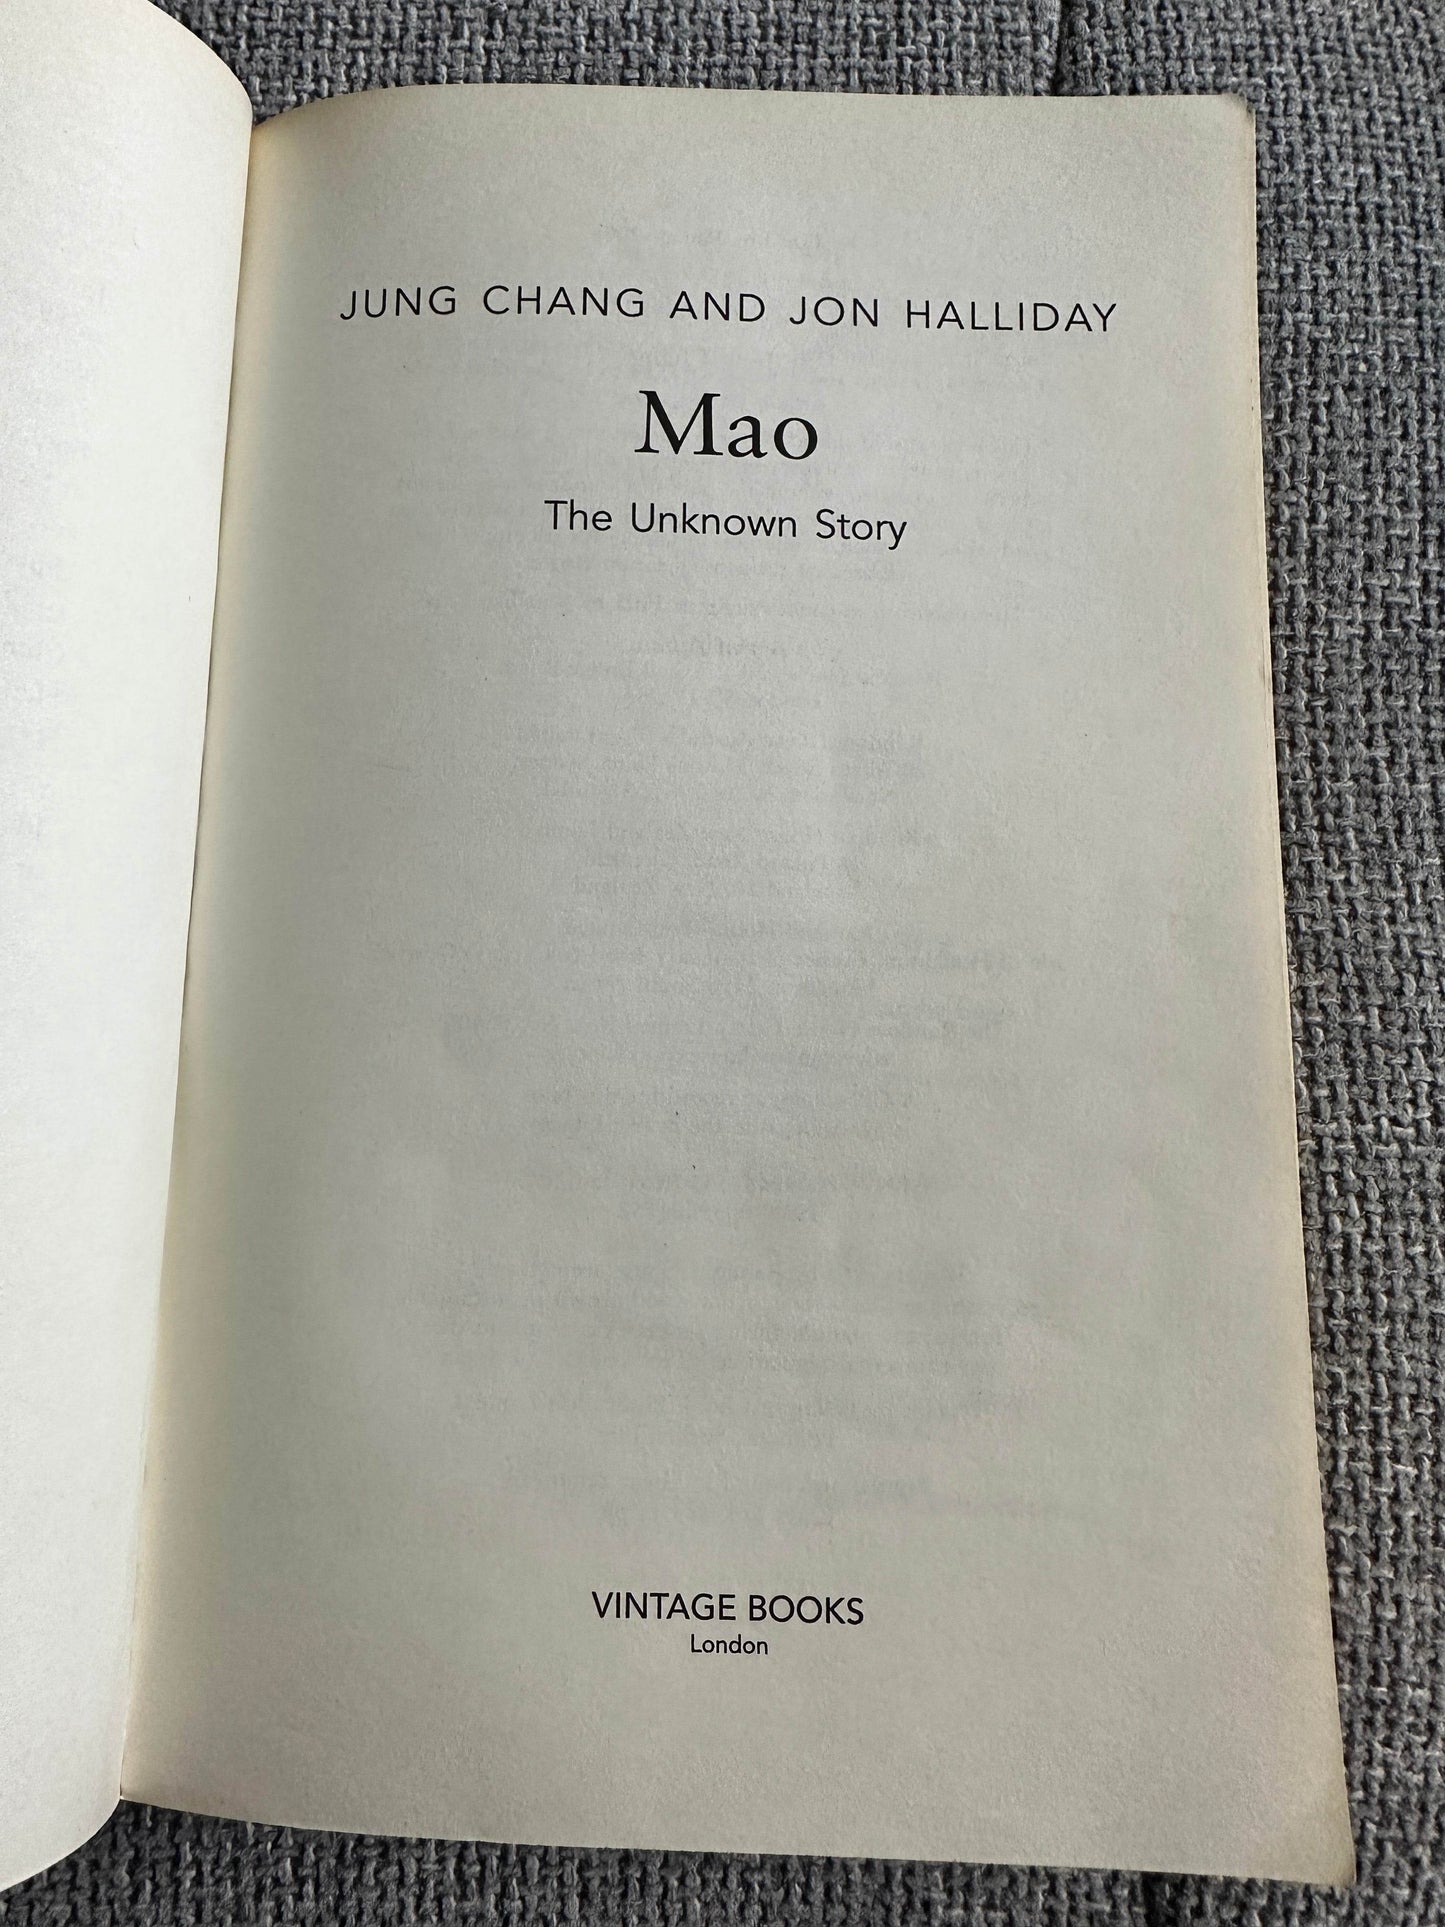 JUNG CHANG AND JON HALLIDAY
Mao
The Unknown Story
VINTAGE BOOKS
London